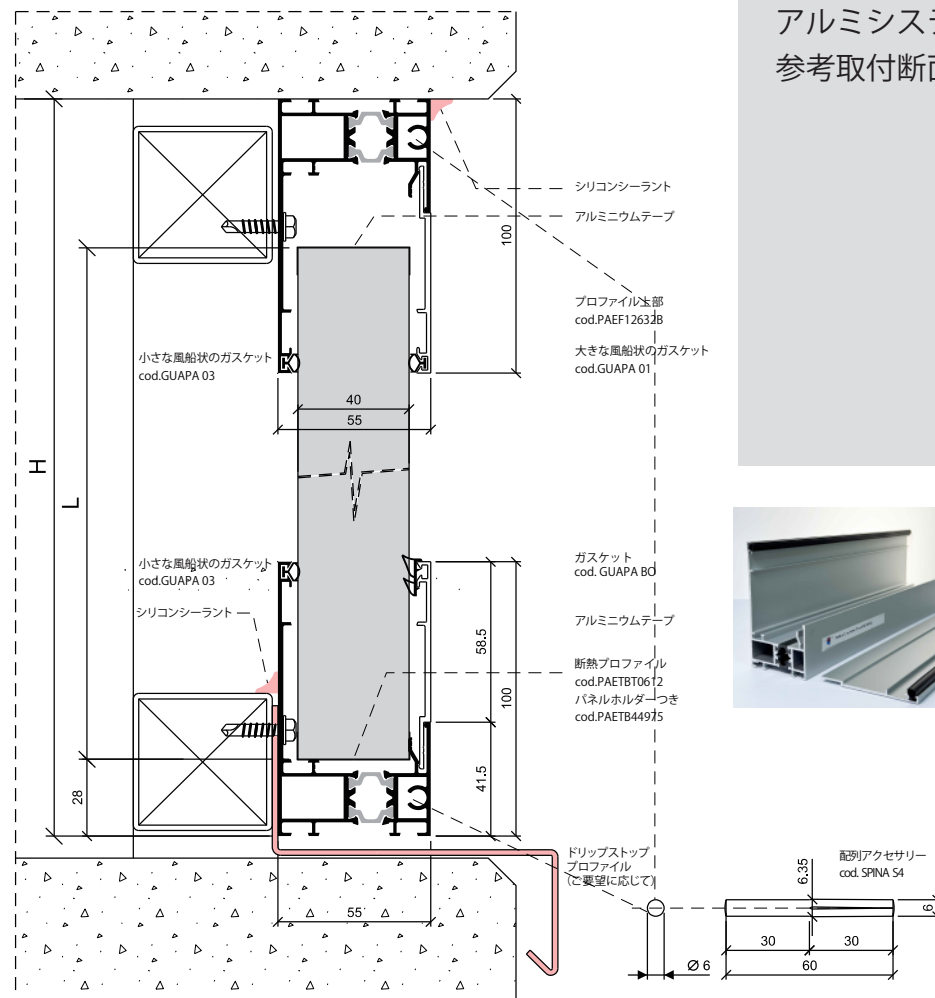 アルミシステ
参考取付断面
シリコンシーラント
アルミニウムテープ
100
プロファイル上部
cod.PAEF12632B
大きな風船状のガスケット
cod.GUAPA 01
小さな風船状のガスケット
cod.GUAPA 03
40
55
H
L
小さな風船状のガスケット
cod.GUAPA 03
シリコンシーラント
ガスケット
cod. GUAPA BO
アルミニウムテープ
58.5
断熱プロファイル
cod.PAETBT0612
パネルホルダーつき
cod.PAETB44975
100
41.5
28
ドリップストップ
プロファイル
(ご要望に応じて)
55
配列アクセサリー
cod. SPINA S4
6.35
6
30
30
60
Ø 6